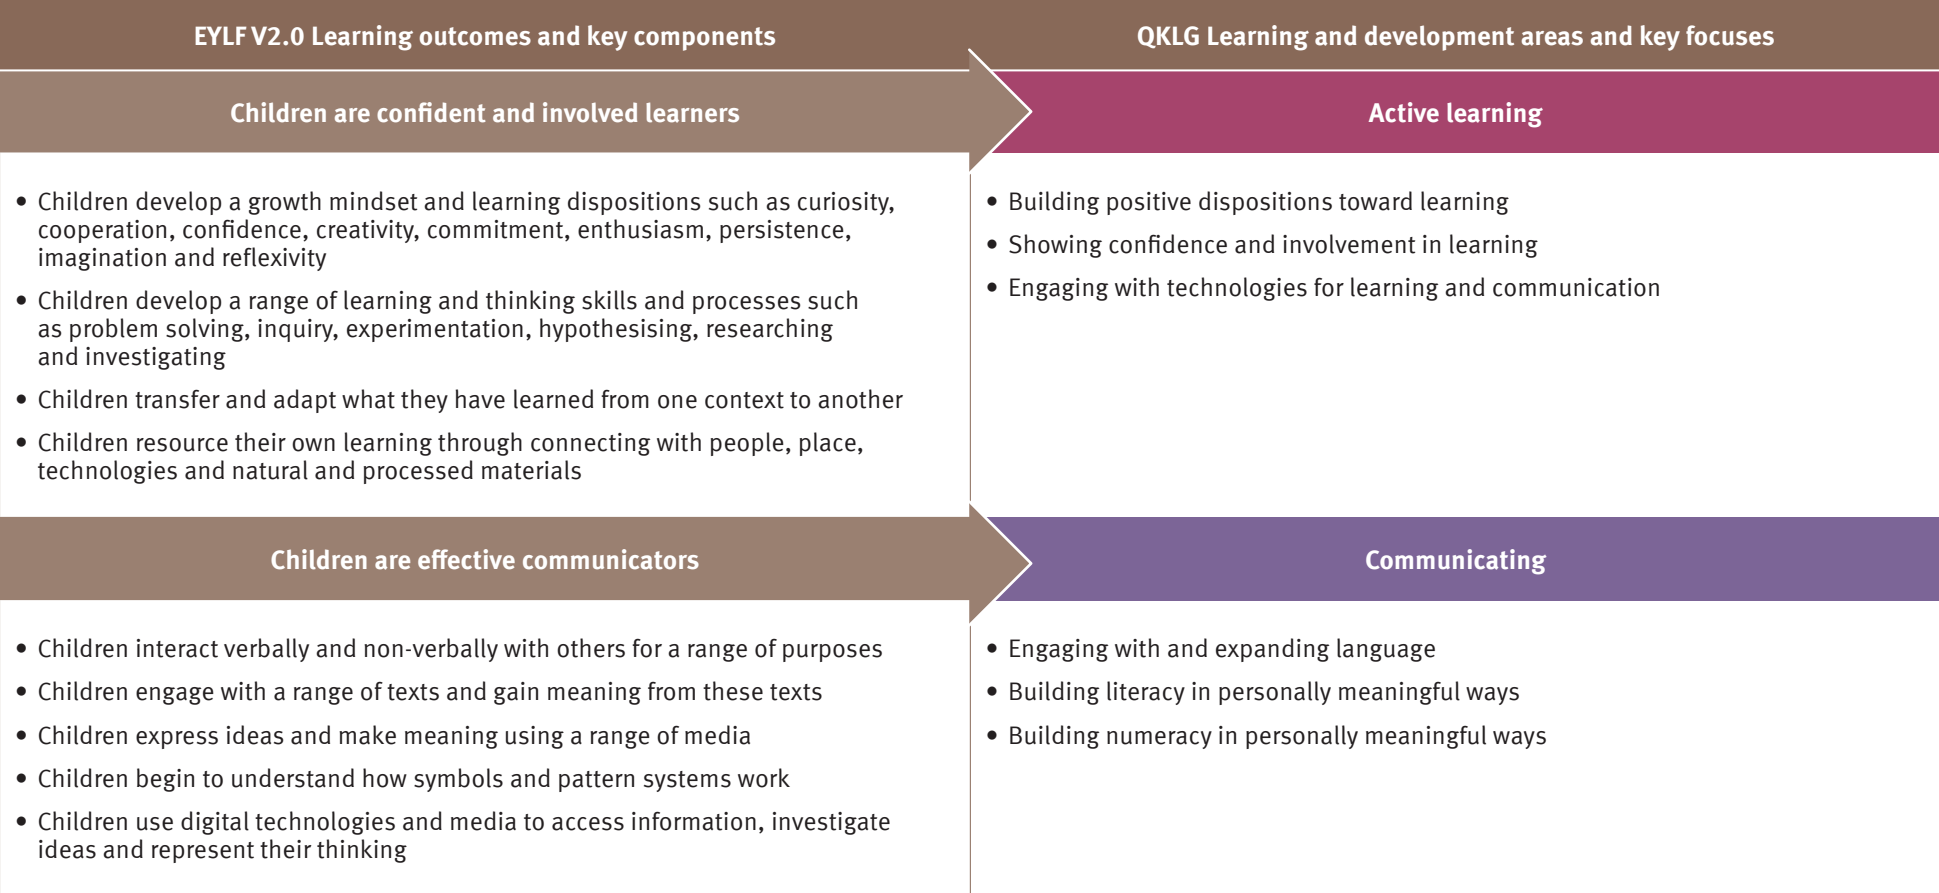 EYLF V2.0 Learning outcomes and key components
QKLG Learning and development areas and key focuses
Children are confident and involved learners
Active learning
• Children develop a growth mindset and learning dispositions such as curiosity,
cooperation, confidence, creativity, commitment, enthusiasm, persistence,
imagination and reflexivity
• Children develop a range of learning and thinking skills and processes such
as problem solving, inquiry, experimentation, hypothesising, researching
and investigating
• Children transfer and adapt what they have learned from one context to another
• Children resource their own learning through connecting with people, place,
technologies and natural and processed materials
• Building positive dispositions toward learning
• Showing confidence and involvement in learning
• Engaging with technologies for learning and communication
Children are effective communicators
Communicating
• Children interact verbally and non-verbally with others for a range of purposes
• Children engage with a range of texts and gain meaning from these texts
• Children express ideas and make meaning using a range of media
• Children begin to understand how symbols and pattern systems work
• Children use digital technologies and media to access information, investigate
ideas and represent their thinking
• Engaging with and expanding language
• Building literacy in personally meaningful ways
• Building numeracy in personally meaningful ways